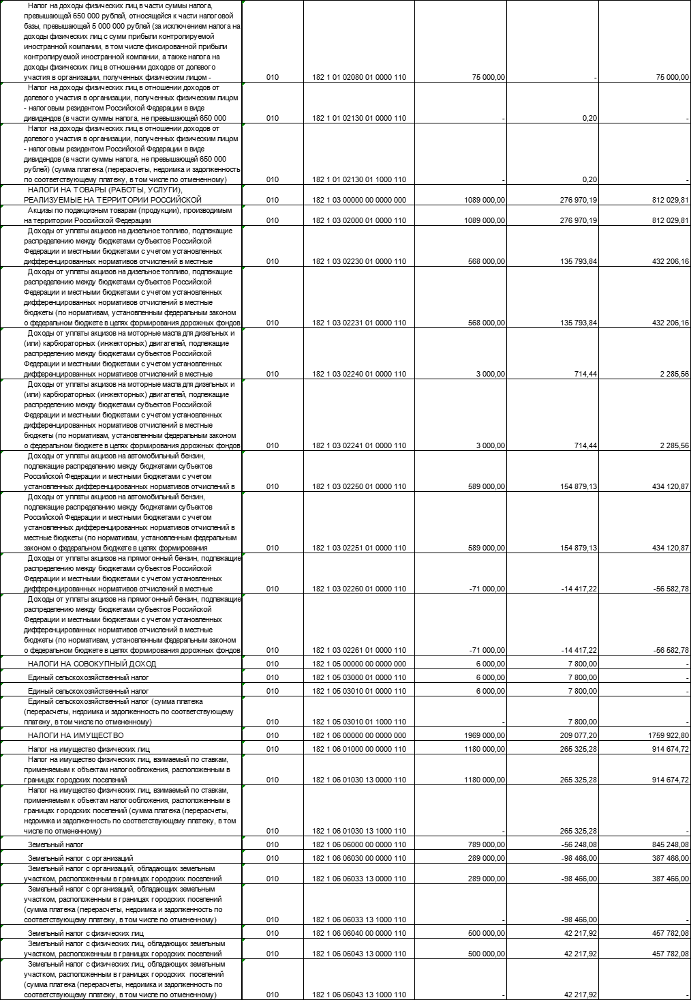 Налог на доходы физических лиц в части суммы налога,
превышающей 650 000 рублей, относящейся к части налоговой
базы, превышающей 5 000 000 рублей (за исключением налога на
доходы физических лиц с сумм прибыли контролируемой
иностранной компании, в том числе фиксированной прибыли
контролируемой иностранной компании, а также налога на
доходы физических лиц в отношении доходов от долевого
участия в организации, полученных физическим лицом - 010 182 1 01 02080 01 0000 110 75 000,00 - 75 000,00
Налог на доходы физических лиц в отношении доходов от
долевого участия в организации, полученных физическим лицом
- налоговым резидентом Российской Федерации в виде
дивидендов (в части суммы налога, не превышающей 650 000 010 182 1 01 02130 01 0000 110 - 0,20 -
Налог на доходы физических лиц в отношении доходов от
долевого участия в организации, полученных физическим лицом
- налоговым резидентом Российской Федерации в виде
дивидендов (в части суммы налога, не превышающей 650 000
рублей) (сумма платежа (перерасчеты, недоимка и задолженность
по соответствующему платежу, в том числе по отмененному) 010 182 1 01 02130 01 1000 110 - 0,20 -
НАЛОГИ НА ТОВАРЫ (РАБОТЫ, УСЛУГИ),
РЕАЛИЗУЕМЫЕ НА ТЕРРИТОРИИ РОССИЙСКОЙ 010 182 1 03 00000 00 0000 000 1089 000,00 276 970,19 812 029,81
Акцизы по подакцизным товарам (продукции), производимым
на территории Российской Федерации 010 182 1 03 02000 01 0000 110 1089 000,00 276 970,19 812 029,81
Доходы от уплаты акцизов на дизельное топливо, подлежащие
распределению между бюджетами субъектов Российской
Федерации и местными бюджетами с учетом установленных
дифференцированных нормативов отчислений в местные 010 182 1 03 02230 01 0000 110 568 000,00 135 793,84 432 206,16
Доходы от уплаты акцизов на дизельное топливо, подлежащие
распределению между бюджетами субъектов Российской
Федерации и местными бюджетами с учетом установленных
дифференцированных нормативов отчислений в местные
бюджеты (по нормативам, установленным федеральным законом
о федеральном бюджете в целях формирования дорожных фондов 010 182 1 03 02231 01 0000 110 568 000,00 135 793,84 432 206,16
Доходы от уплаты акцизов на моторные масла для дизельных и
(или) карбюраторных (инжекторных) двигателей, подлежащие
распределению между бюджетами субъектов Российской
Федерации и местными бюджетами с учетом установленных
дифференцированных нормативов отчислений в местные 010 182 1 03 02240 01 0000 110 3 000,00 714,44 2 285,56
Доходы от уплаты акцизов на моторные масла для дизельных и
(или) карбюраторных (инжекторных) двигателей, подлежащие
распределению между бюджетами субъектов Российской
Федерации и местными бюджетами с учетом установленных
дифференцированных нормативов отчислений в местные
бюджеты (по нормативам, установленным федеральным законом
о федеральном бюджете в целях формирования дорожных фондов 010 182 1 03 02241 01 0000 110 3 000,00 714,44 2 285,56
Доходы от уплаты акцизов на автомобильный бензин,
подлежащие распределению между бюджетами субъектов
Российской Федерации и местными бюджетами с учетом
установленных дифференцированных нормативов отчислений в 010 182 1 03 02250 01 0000 110 589 000,00 154 879,13 434 120,87
Доходы от уплаты акцизов на автомобильный бензин,
подлежащие распределению между бюджетами субъектов
Российской Федерации и местными бюджетами с учетом
установленных дифференцированных нормативов отчислений в
местные бюджеты (по нормативам, установленным федеральным
законом о федеральном бюджете в целях формирования 010 182 1 03 02251 01 0000 110 589 000,00 154 879,13 434 120,87
Доходы от уплаты акцизов на прямогонный бензин, подлежащие
распределению между бюджетами субъектов Российской
Федерации и местными бюджетами с учетом установленных
дифференцированных нормативов отчислений в местные 010 182 1 03 02260 01 0000 110 -71 000,00 -14 417,22 -56 582,78
Доходы от уплаты акцизов на прямогонный бензин, подлежащие
распределению между бюджетами субъектов Российской
Федерации и местными бюджетами с учетом установленных
дифференцированных нормативов отчислений в местные
бюджеты (по нормативам, установленным федеральным законом
о федеральном бюджете в целях формирования дорожных фондов 010 182 1 03 02261 01 0000 110 -71 000,00 -14 417,22 -56 582,78
НАЛОГИ НА СОВОКУПНЫЙ ДОХОД 010 182 1 05 00000 00 0000 000 6 000,00 7 800,00 -
Единый сельскохозяйственный налог 010 182 1 05 03000 01 0000 110 6 000,00 7 800,00 -
Единый сельскохозяйственный налог 010 182 1 05 03010 01 0000 110 6 000,00 7 800,00 -
Единый сельскохозяйственный налог (сумма платежа
(перерасчеты, недоимка и задолженность по соответствующему
платежу, в том числе по отмененному) 010 182 1 05 03010 01 1000 110 - 7 800,00 -
НАЛОГИ НА ИМУЩЕСТВО 010 182 1 06 00000 00 0000 000 1969 000,00 209 077,20 1759 922,80
Налог на имущество физических лиц 010 182 1 06 01000 00 0000 110 1180 000,00 265 325,28 914 674,72
Налог на имущество физических лиц, взимаемый по ставкам,
применяемым к объектам налогообложения, расположенным в
границах городских поселений 010 182 1 06 01030 13 0000 110 1180 000,00 265 325,28 914 674,72
Налог на имущество физических лиц, взимаемый по ставкам,
применяемым к объектам налогообложения, расположенным в
границах городских поселений (сумма платежа (перерасчеты,
недоимка и задолженность по соответствующему платежу, в том
числе по отмененному) 010 182 1 06 01030 13 1000 110 - 265 325,28 -
Земельный налог 010 182 1 06 06000 00 0000 110 789 000,00 -56 248,08 845 248,08
Земельный налог с организаций 010 182 1 06 06030 00 0000 110 289 000,00 -98 466,00 387 466,00
Земельный налог с организаций, обладающих земельным
участком, расположенным в границах городских поселений 010 182 1 06 06033 13 0000 110 289 000,00 -98 466,00 387 466,00
Земельный налог с организаций, обладающих земельным
участком, расположенным в границах городских поселений
(сумма платежа (перерасчеты, недоимка и задолженность по
соответствующему платежу, в том числе по отмененному) 010 182 1 06 06033 13 1000 110 - -98 466,00 -
Земельный налог с физических лиц 010 182 1 06 06040 00 0000 110 500 000,00 42 217,92 457 782,08
Земельный налог с физических лиц, обладающих земельным
участком, расположенным в границах городских поселений 010 182 1 06 06043 13 0000 110 500 000,00 42 217,92 457 782,08
Земельный налог с физических лиц, обладающих земельным
участком, расположенным в границах городских поселений
(сумма платежа (перерасчеты, недоимка и задолженность по
соответствующему платежу, в том числе по отмененному) 010 182 1 06 06043 13 1000 110 - 42 217,92 -